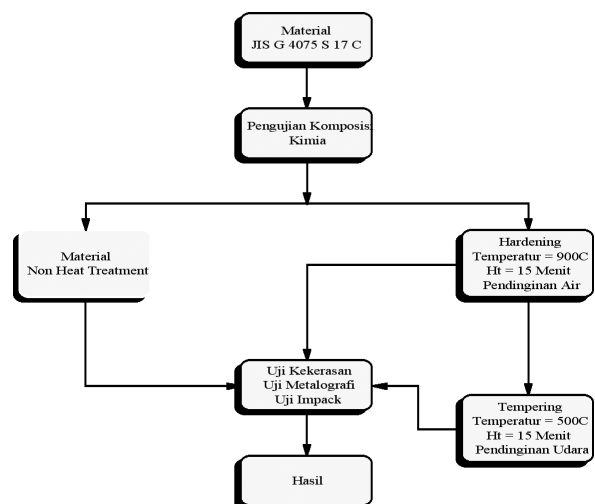 Material
JIS G 4075 S 17 C
Pengujian Komposisi
Kimia
Material
Non Heat Treatment
Hardening
Temperatur = 900C
Ht = 15 Menit
Pendinginan Air
Uji Kekerasan
Uji Metalografi
Uji Impack
Tempering
Temperatur = 500C
Ht = 15 Menit
Pendinginan Udara
Hasil